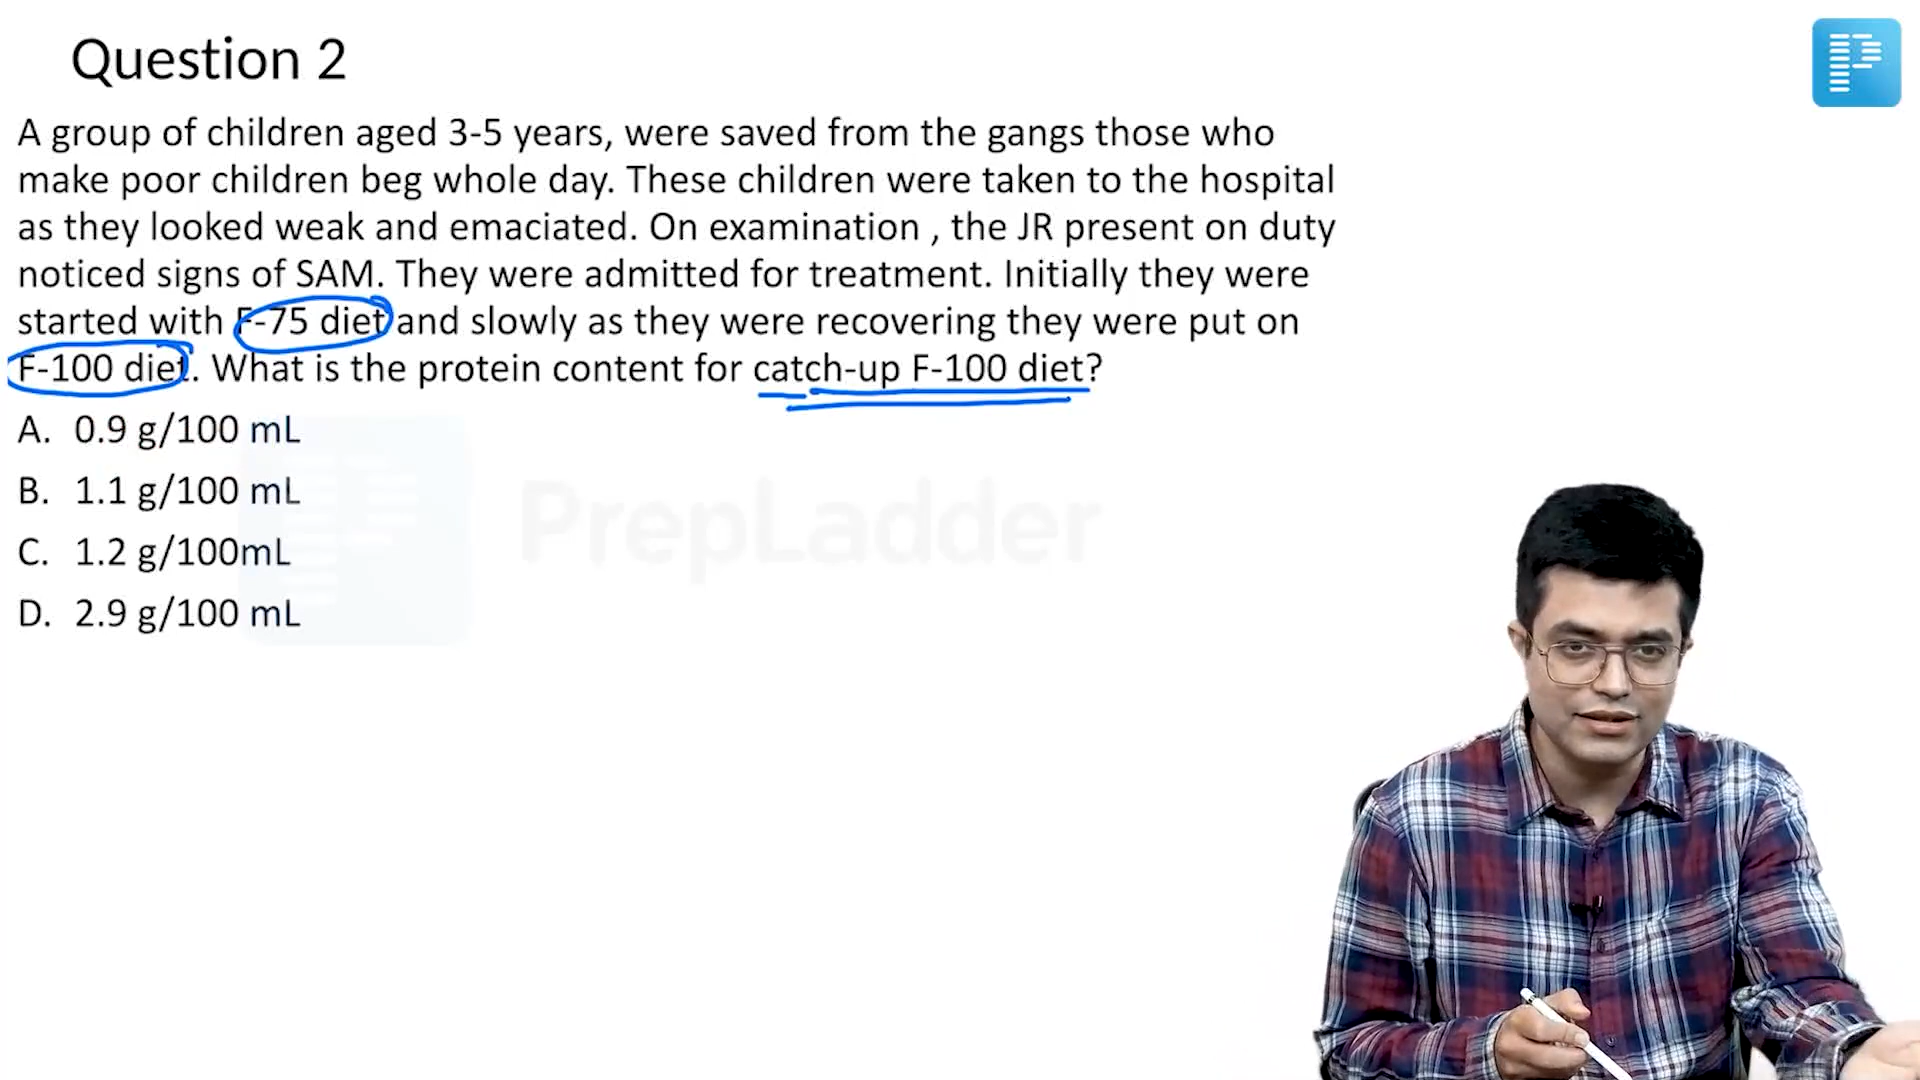 Question 2
A group of children aged 3-5 years, were saved from the gangs those who
make poor children beg whole day. These children were taken to the hospital
as they looked weak and emaciated. On examination , the JR present on duty
noticed signs of SAM. They were admitted for treatment. Initially they were
started with F-75 diet and slowly as they were recovering they were put on
F-100 diet. What is the protein content for catch-up F-100 diet?
A. 0.9 g/100 mL
B. 1.1 g/100 mL
C. 1.2 g/100mL
D. 2.9 g/100 mL
PrepLadder